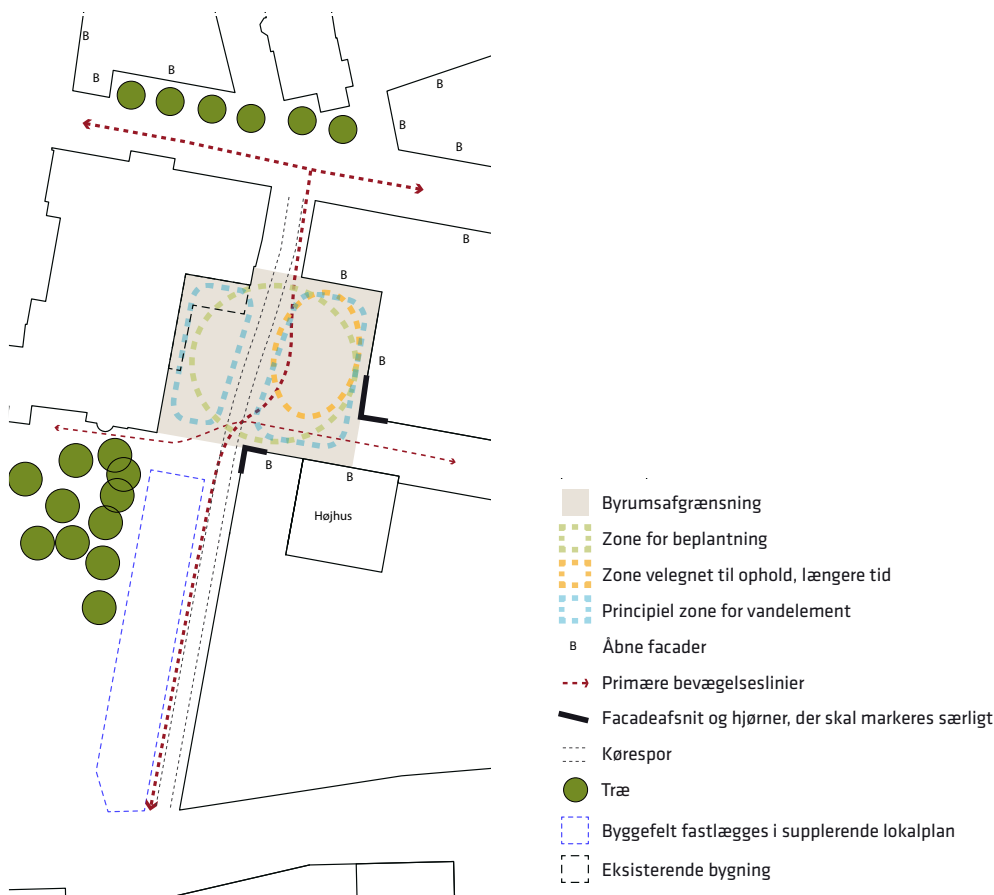 B
B
B
B
B
B
B
B
B
B
B
Højhus
Byrumsafgrænsning
Zone for beplantning
Zone velegnet til ophold, længere tid
Principiel zone for vandelement
B Åbne facader
Primære bevægelseslinier
Facadeafsnit og hjørner, der skal markeres særligt
Kørespor
Træ
Byggefelt fastlægges i supplerende lokalplan
Eksisterende bygning